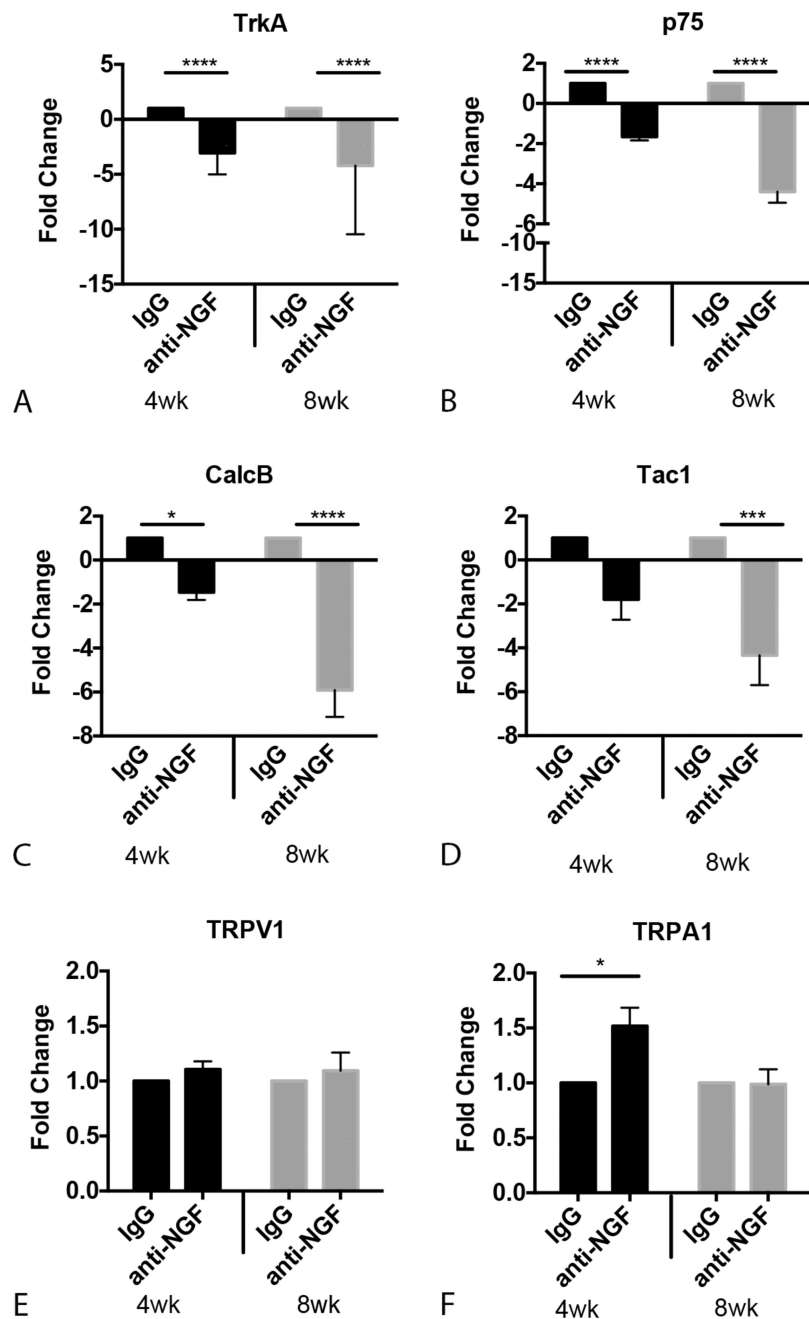 TrkA
****
****
5
0
-5
-10
-15
Fold Change
IgG
anti-NGF
IgG
anti-NGF
A
4wk
8wk
p75
****
****
2
0
-2
-4
-6
-10
-15
Fold Change
IgG
anti-NGF
IgG
anti-NGF
B
4wk
8wk
CalcB
*
****
2
0
-2
-4
-6
-8
Fold Change
IgG
anti-NGF
IgG
anti-NGF
C
4wk
8wk
Tac1
***
2
0
-2
-4
-6
-8
Fold Change
IgG
anti-NGF
IgG
anti-NGF
D
4wk
8wk
TRPV1
2.0
1.5
1.0
0.5
0.0
Fold Change
IgG
anti-NGF
IgG
anti-NGF
E
4wk
8wk
TRPA1
*
2.0
1.5
1.0
0.5
0.0
Fold Change
IgG
anti-NGF
IgG
anti-NGF
F
4wk
8wk